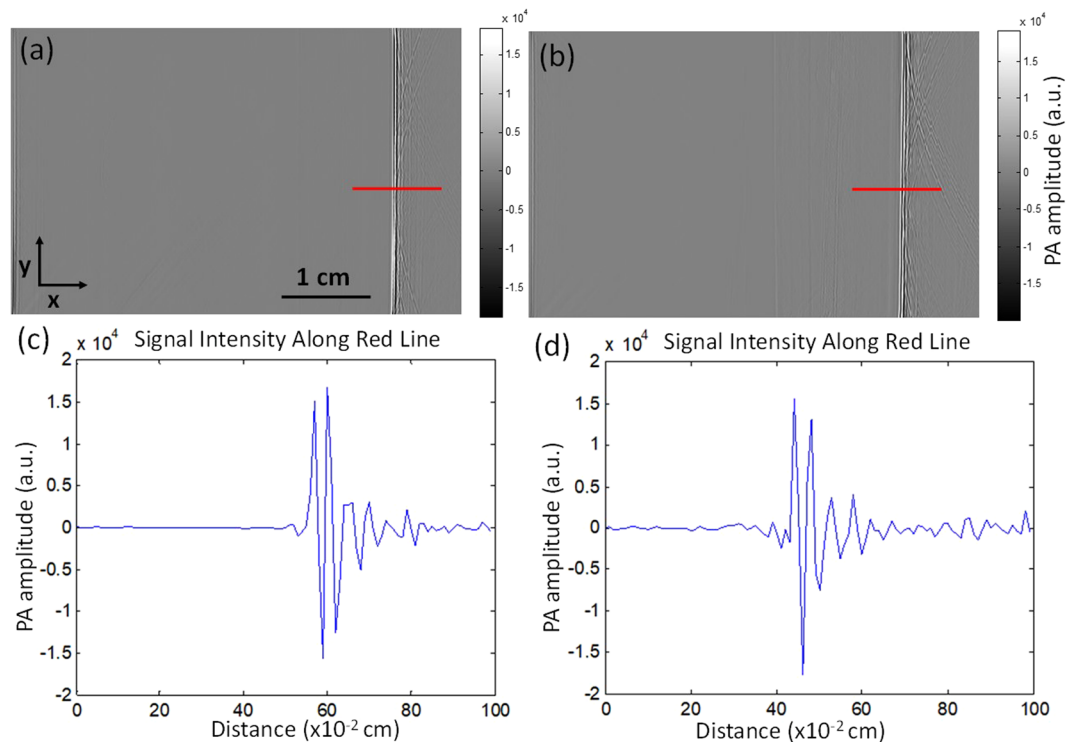 (a)
y
x
1 cm
x 10⁴
1.5
1
0.5
0
-0.5
-1
-1.5
(b)
x 10⁴
1.5
1
0.5
0
-0.5
-1
-1.5
PA amplitude (a.u.)
(c)
x 10⁴
Signal Intensity Along Red Line
2
1.5
1
0.5
0
-0.5
-1
-1.5
-2
PA amplitude (a.u.)
0 20 40 60 80 100
Distance (x10⁻² cm)
(d)
x 10⁴
Signal Intensity Along Red Line
2
1.5
1
0.5
0
-0.5
-1
-1.5
-2
PA amplitude (a.u.)
0 20 40 60 80 100
Distance (x10⁻² cm)